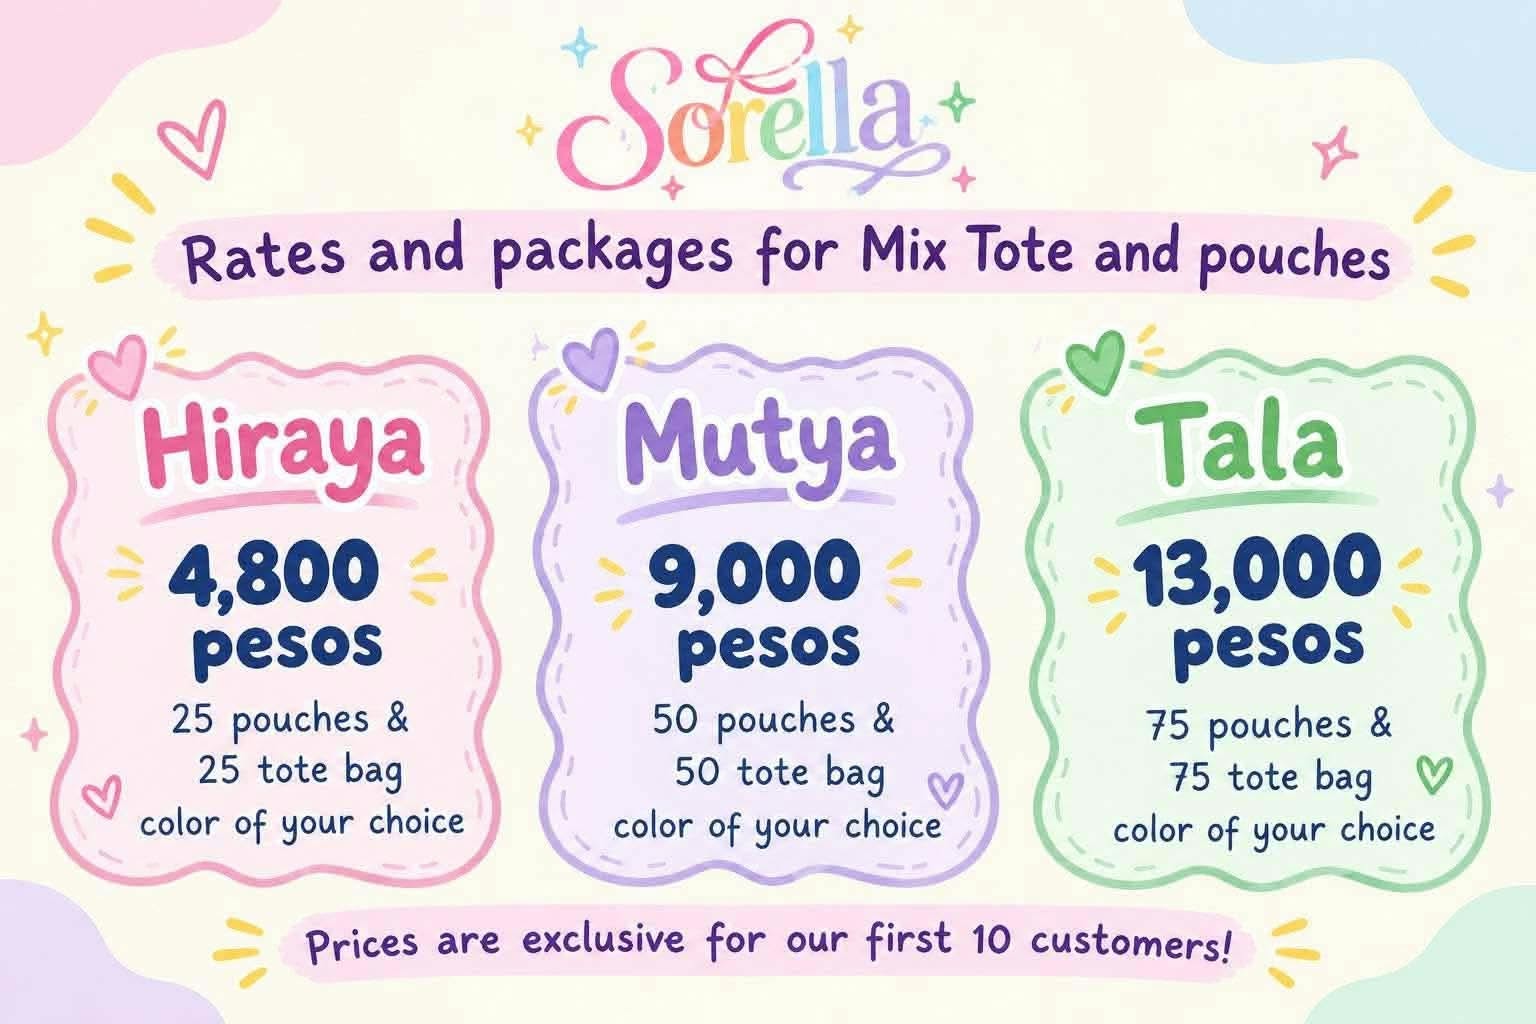 Sorella
Rates and packages for Mix Tote and pouches
Hiraya
4,800
pesos
25 pouches &
25 tote bag
color of your choice
Mutya
9,000
pesos
50 pouches &
50 tote bag
color of your choice
Tala
13,000
pesos
75 pouches &
75 tote bag
color of your choice
Prices are exclusive for our first 10 customers!